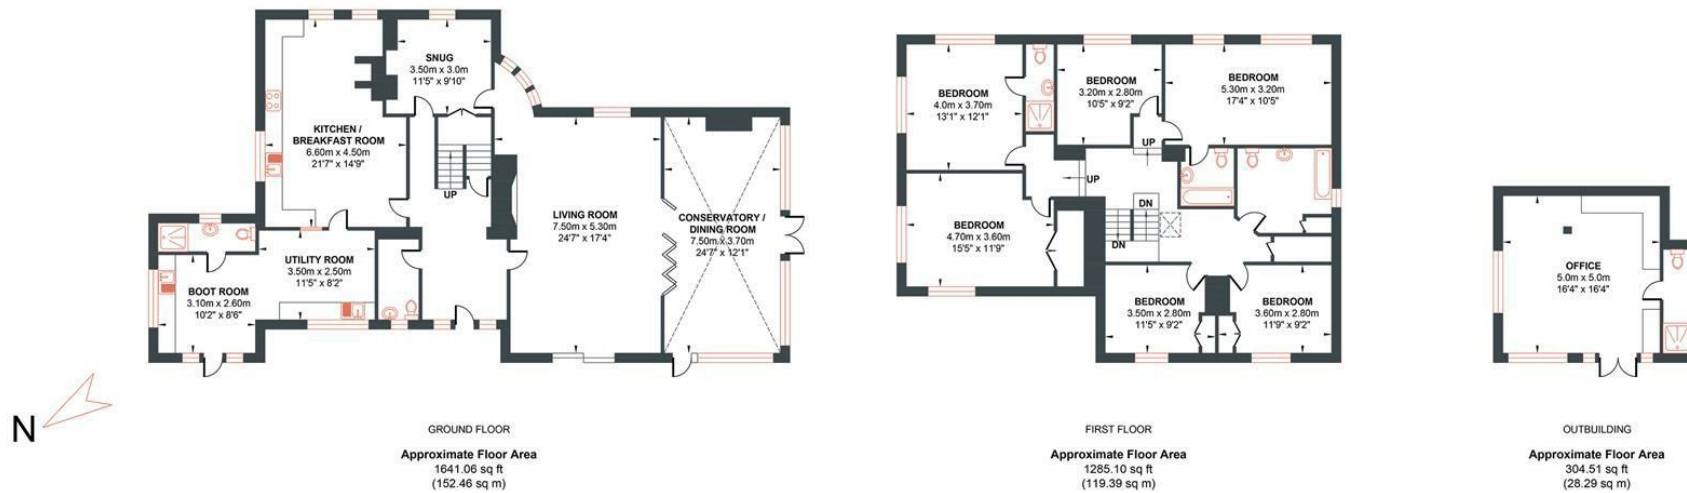 SNUG
3.50m x 3.0m
11'5" x 9'10"
KITCHEN /
BREAKFAST ROOM
6.60m x 4.50m
21'7" x 14'9"
UP
LIVING ROOM
7.50m x 5.30m
24'7" x 17'4"
CONSERVATORY /
DINING ROOM
7.50m x 3.70m
24'7" x 12'1"
UTILITY ROOM
3.50m x 2.50m
11'5" x 8'2"
BOOT ROOM
3.10m x 2.60m
10'2" x 8'6"
N
GROUND FLOOR
Approximate Floor Area
1641.06 sq ft
(152.46 sq m)
BEDROOM
4.0m x 3.70m
13'1" x 12'1"
BEDROOM
3.20m x 2.80m
10'5" x 9'2"
BEDROOM
5.30m x 3.20m
17'4" x 10'5"
UP
UP
DN
DN
BEDROOM
4.70m x 3.60m
15'5" x 11'9"
BEDROOM
3.50m x 2.80m
11'5" x 9'2"
BEDROOM
3.60m x 2.80m
11'9" x 9'2"
FIRST FLOOR
Approximate Floor Area
1285.10 sq ft
(119.39 sq m)
OFFICE
5.0m x 5.0m
16'4" x 16'4"
OUTBUILDING
Approximate Floor Area
304.51 sq ft
(28.29 sq m)